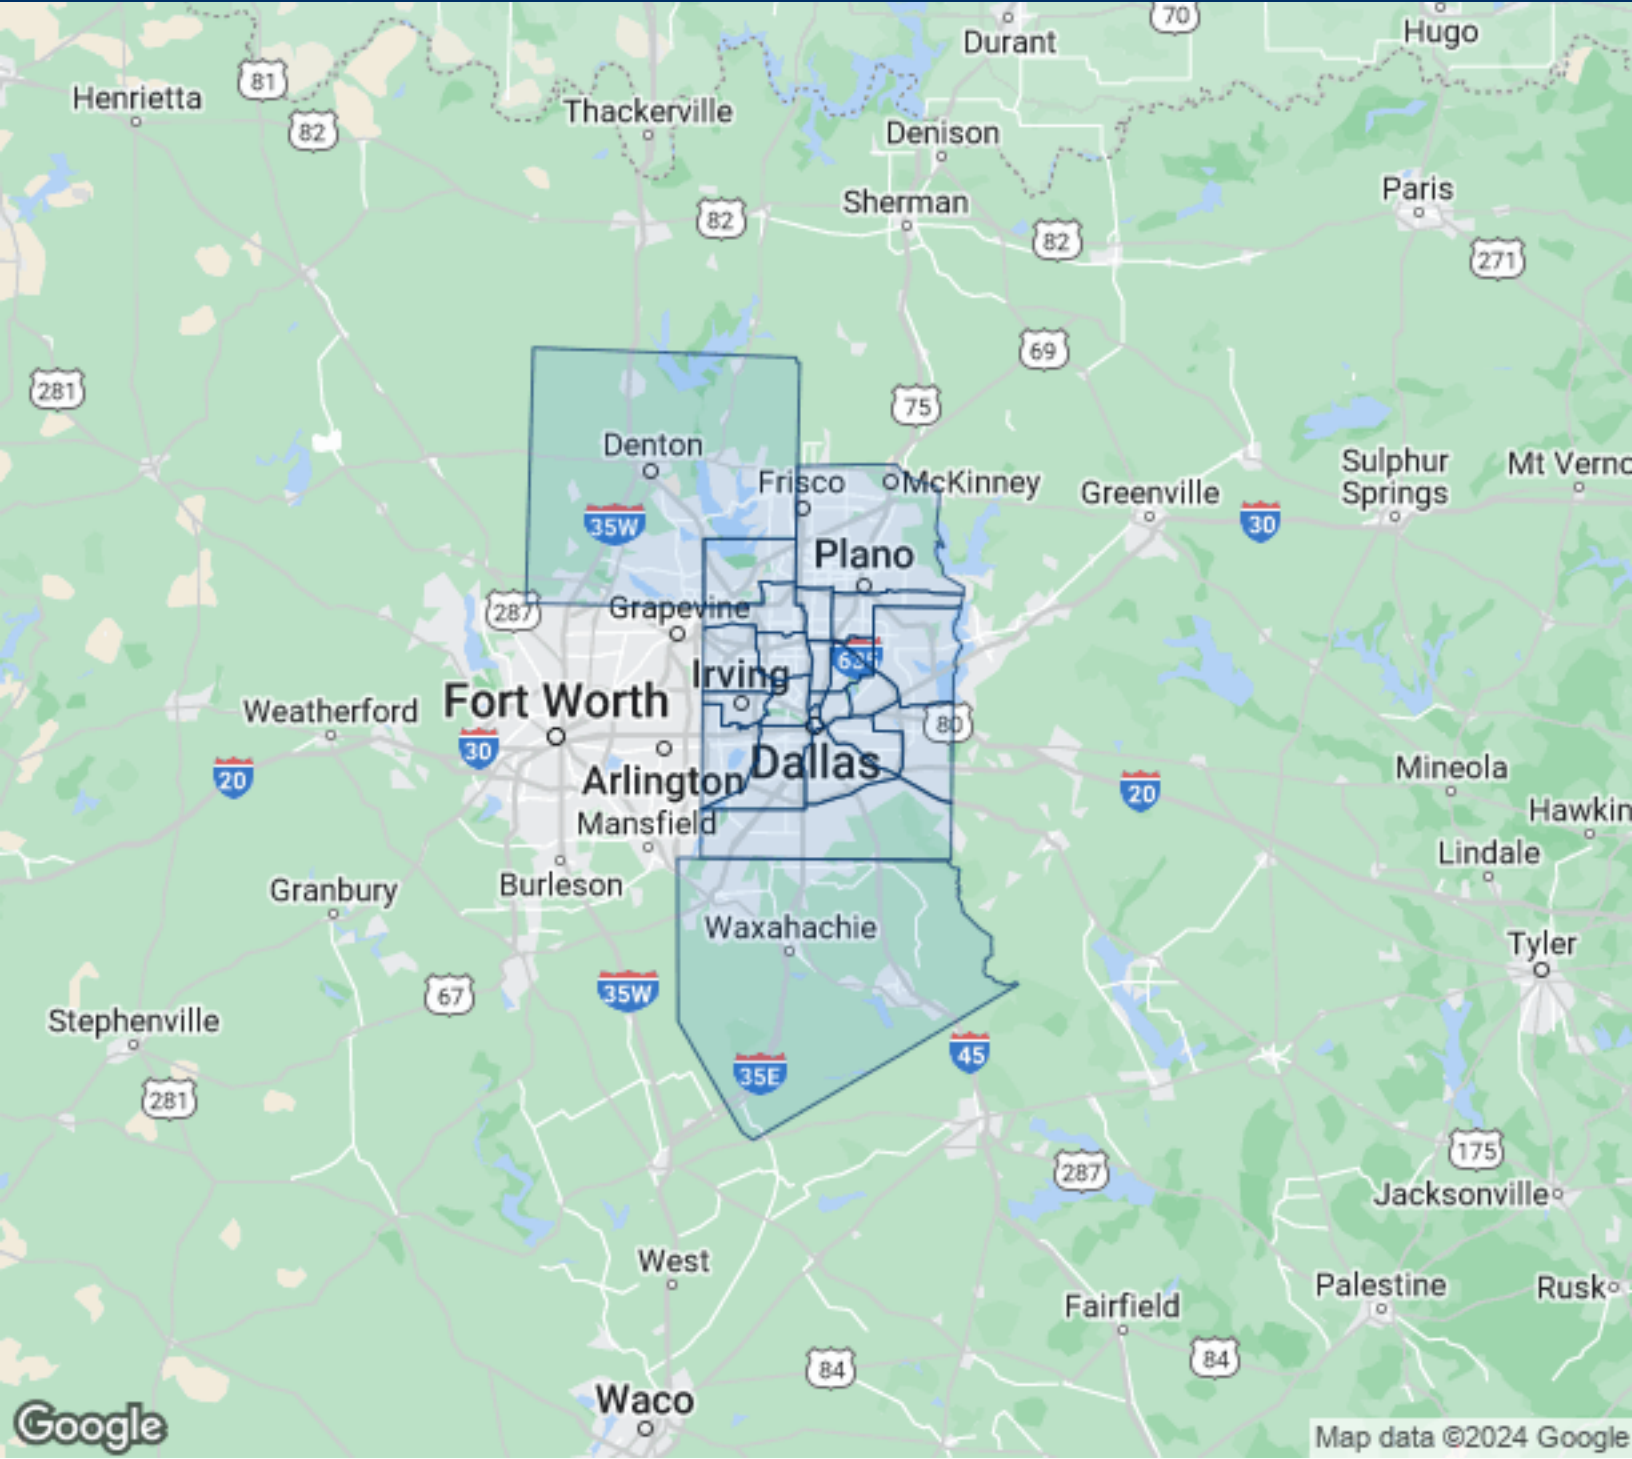 70
Hugo
Durant
81
Henrietta
82
Thackerville
Denison
Sherman
82
82
Paris
271
69
281
75
Denton
Frisco
McKinney
Sulphur
Springs
Mt Verno
Greenville
35W
30
Plano
287
Grapevine
Irving
Fort Worth
Weatherford
80
30
20
Dallas
Arlington
20
Mineola
Mansfield
Hawkin
Lindale
Granbury
Burleson
Waxahachie
Tyler
67
35W
Stephenville
45
35E
281
175
287
Jacksonville
West
Palestine
Rusk
Fairfield
84
84
Waco
Google
Map data ©2024 Google